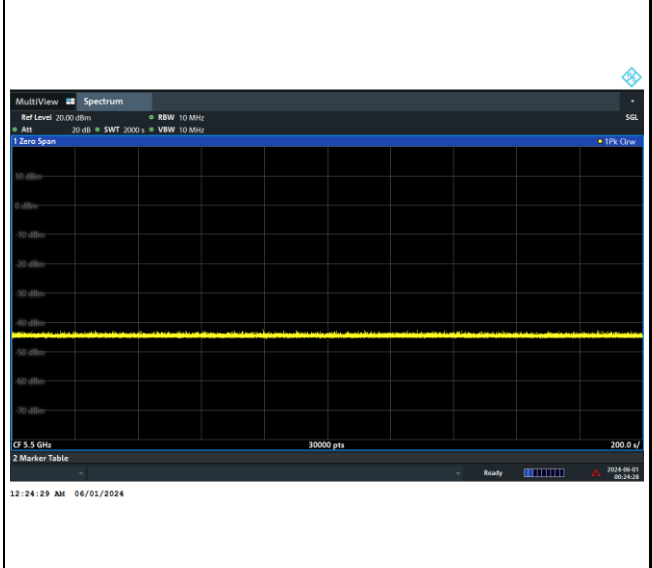 MultiView Spectrum
Ref Level 20.00 dBm RBW 10 MHz SGL
Att 20 dB SWT 2000 s VBW 10 MHz
1 Zero Span 1Pk Clrw
10 dBm
0 dBm
-10 dBm
-20 dBm
-30 dBm
-40 dBm
-50 dBm
-60 dBm
-70 dBm
CF 5.5 GHz 30000 pts 200.0 s/
2 Marker Table
Ready 2024-06-01
00:24:28
12:24:29 AM 06/01/2024